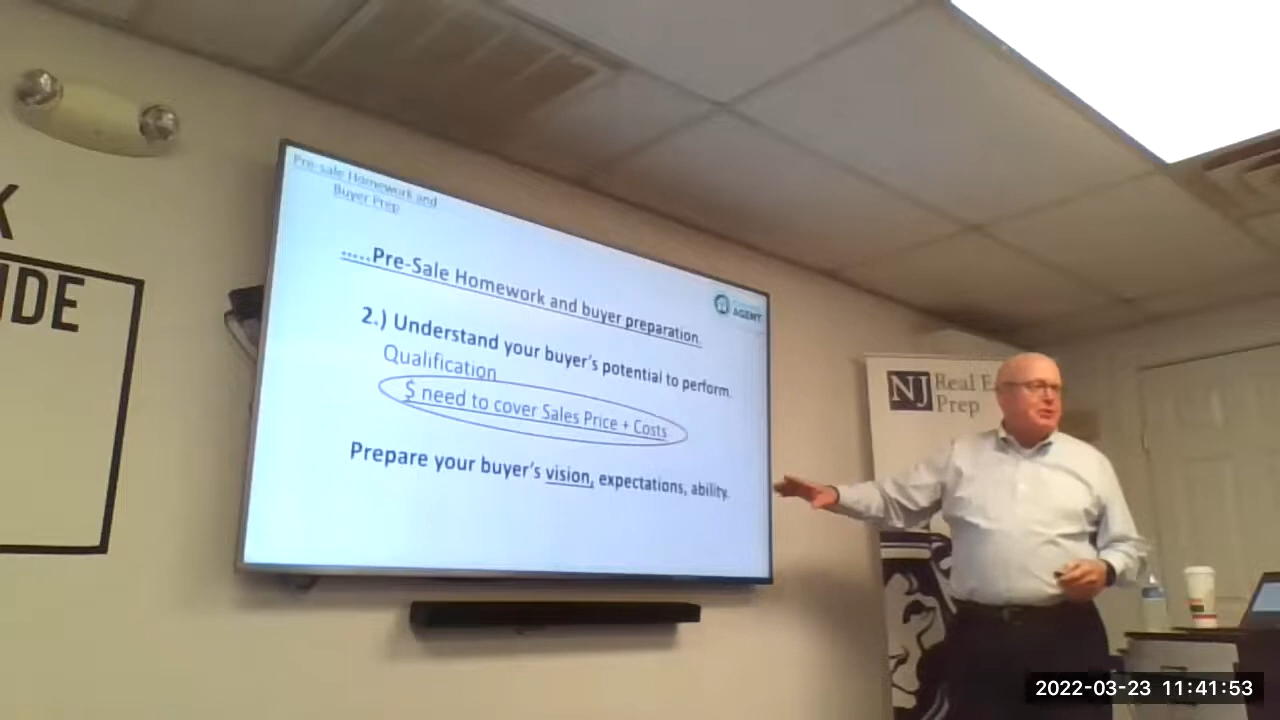 K
IDE
Pre-sale Homework and
Buyer Prep
.....Pre-Sale Homework and buyer preparation.
2.) Understand your buyer's potential to perform.
Qualification
$ need to cover Sales Price + Costs
Prepare your buyer's vision, expectations, ability.
AGENT
NJ Real E
Prep
2022-03-23 11:41:53